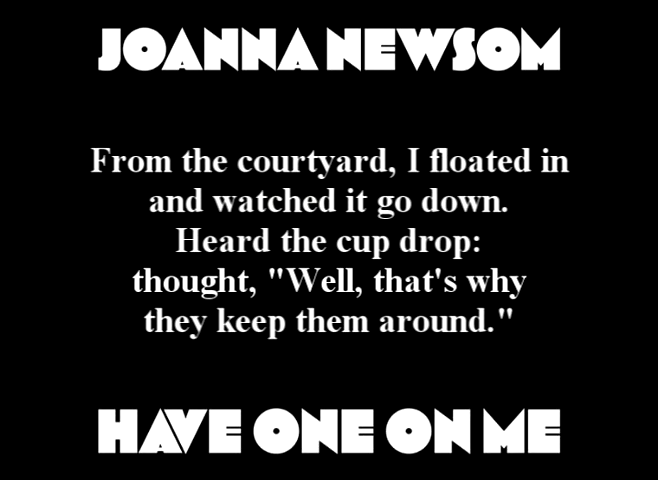 JOANNA NEWSOM
From the courtyard, I floated in
and watched it go down.
Heard the cup drop:
thought, "Well, that's why
they keep them around."
HAVE ONE ON ME